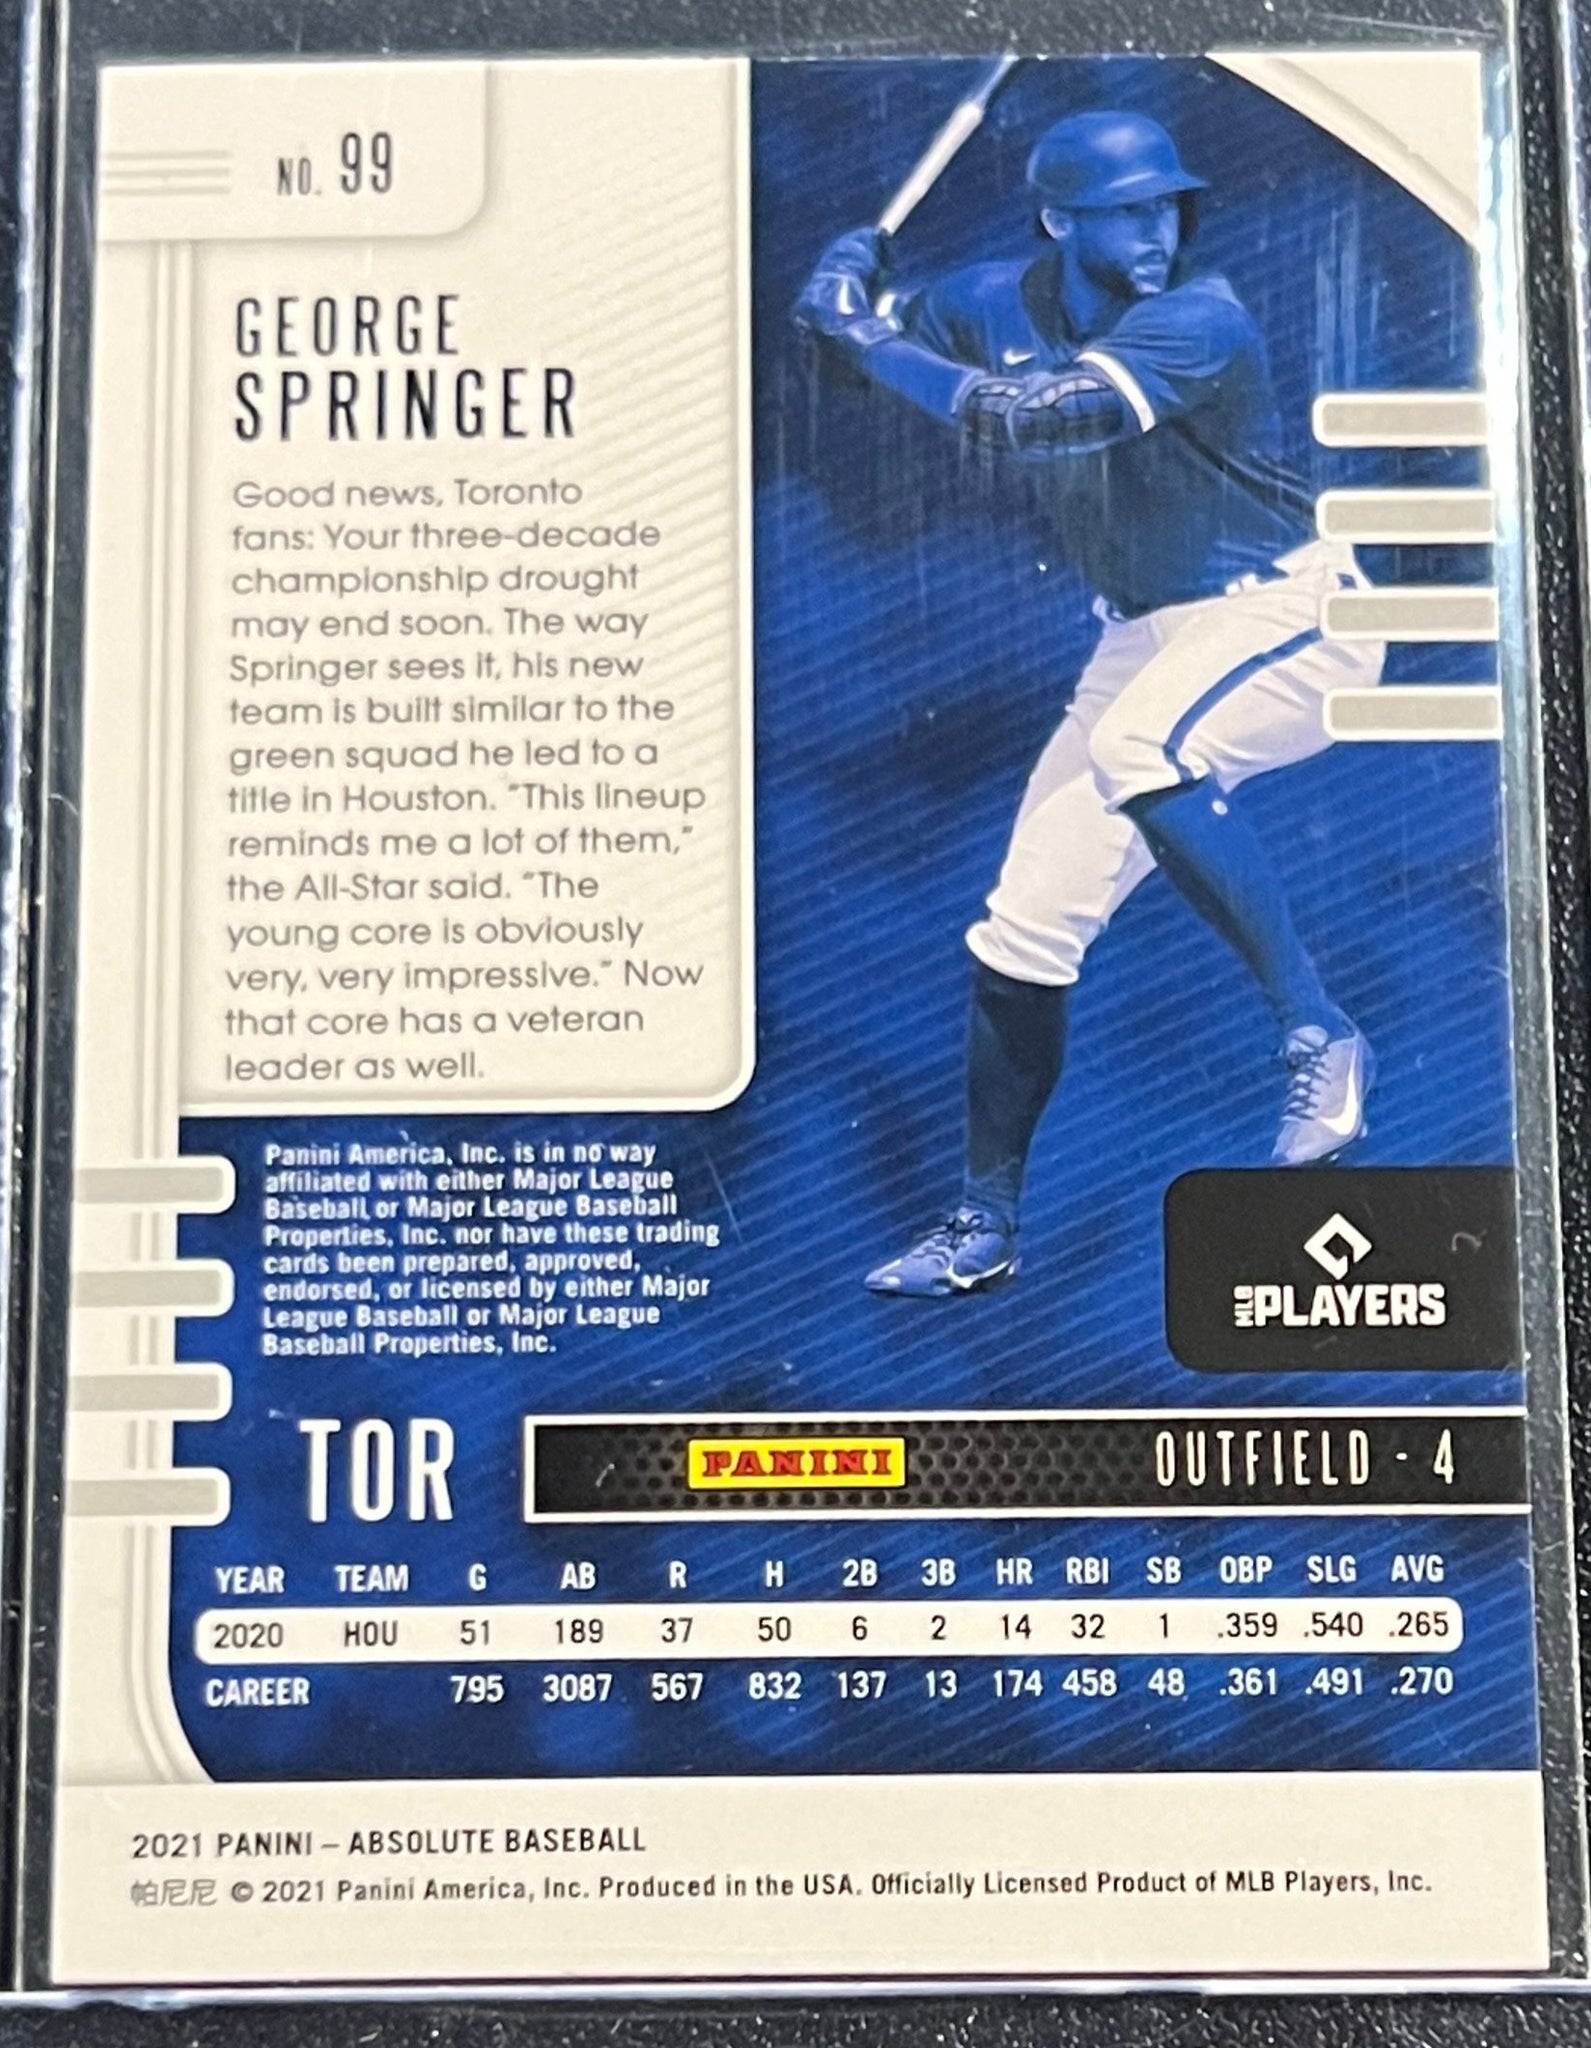 NO. 99
GEORGE
SPRINGER
Good news, Toronto
fans: Your three-decade
championship drought
may end soon. The way
Springer sees it, his new
team is built similar to the
green squad he led to a
title in Houston. "This lineup
reminds me a lot of them,"
the All-Star said. "The
young core is obviously
very, very impressive." Now
that core has a veteran
leader as well.
Panini America, Inc. is in no way
affiliated with either Major League
Baseball or Major League Baseball
Properties, Inc. nor have these trading
cards been prepared, approved,
endorsed, or licensed by either Major
League Baseball or Major League
Baseball Properties, Inc.
MLB PLAYERS
TOR PANINI OUTFIELD - 4
YEAR TEAM G AB R H 2B 3B HR RBI SB OBP SLG AVG
2020 HOU 51 189 37 50 6 2 14 32 1 .359 .540 .265
CAREER 795 3087 567 832 137 13 174 458 48 .361 .491 .270
2021 PANINI – ABSOLUTE BASEBALL
帕尼尼 © 2021 Panini America, Inc. Produced in the USA. Officially Licensed Product of MLB Players, Inc.